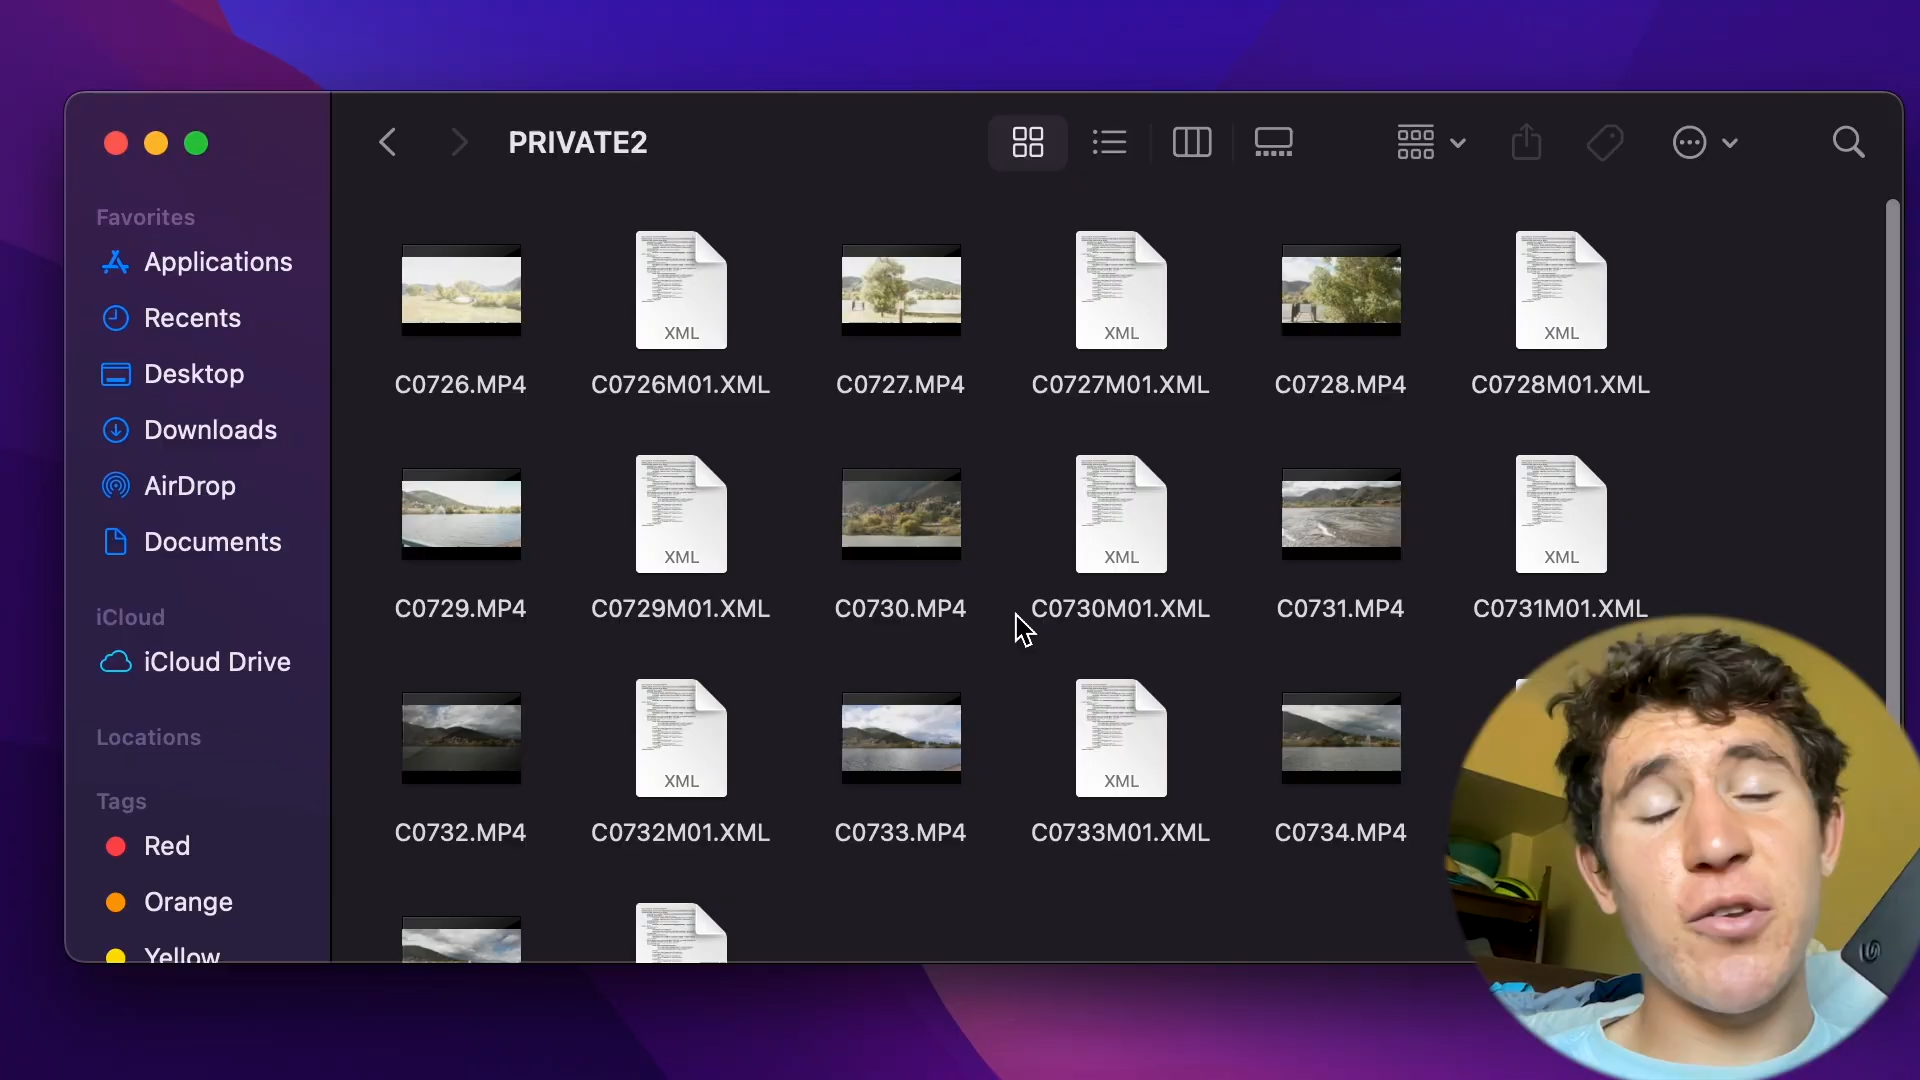 PRIVATE2
Favorites
Applications
Recents
Desktop
Downloads
AirDrop
Documents
iCloud
iCloud Drive
Locations
Tags
Red
Orange
Yellow
XML
XML
XML
C0726.MP4
C0726M01.XML
C0727.MP4
C0727M01.XML
C0728.MP4
C0728M01.XML
XML
XML
XML
C0729.MP4
C0729M01.XML
C0730.MP4
C0730M01.XML
C0731.MP4
C0731M01.XML
XML
XML
C0732.MP4
C0732M01.XML
C0733.MP4
C0733M01.XML
C0734.MP4